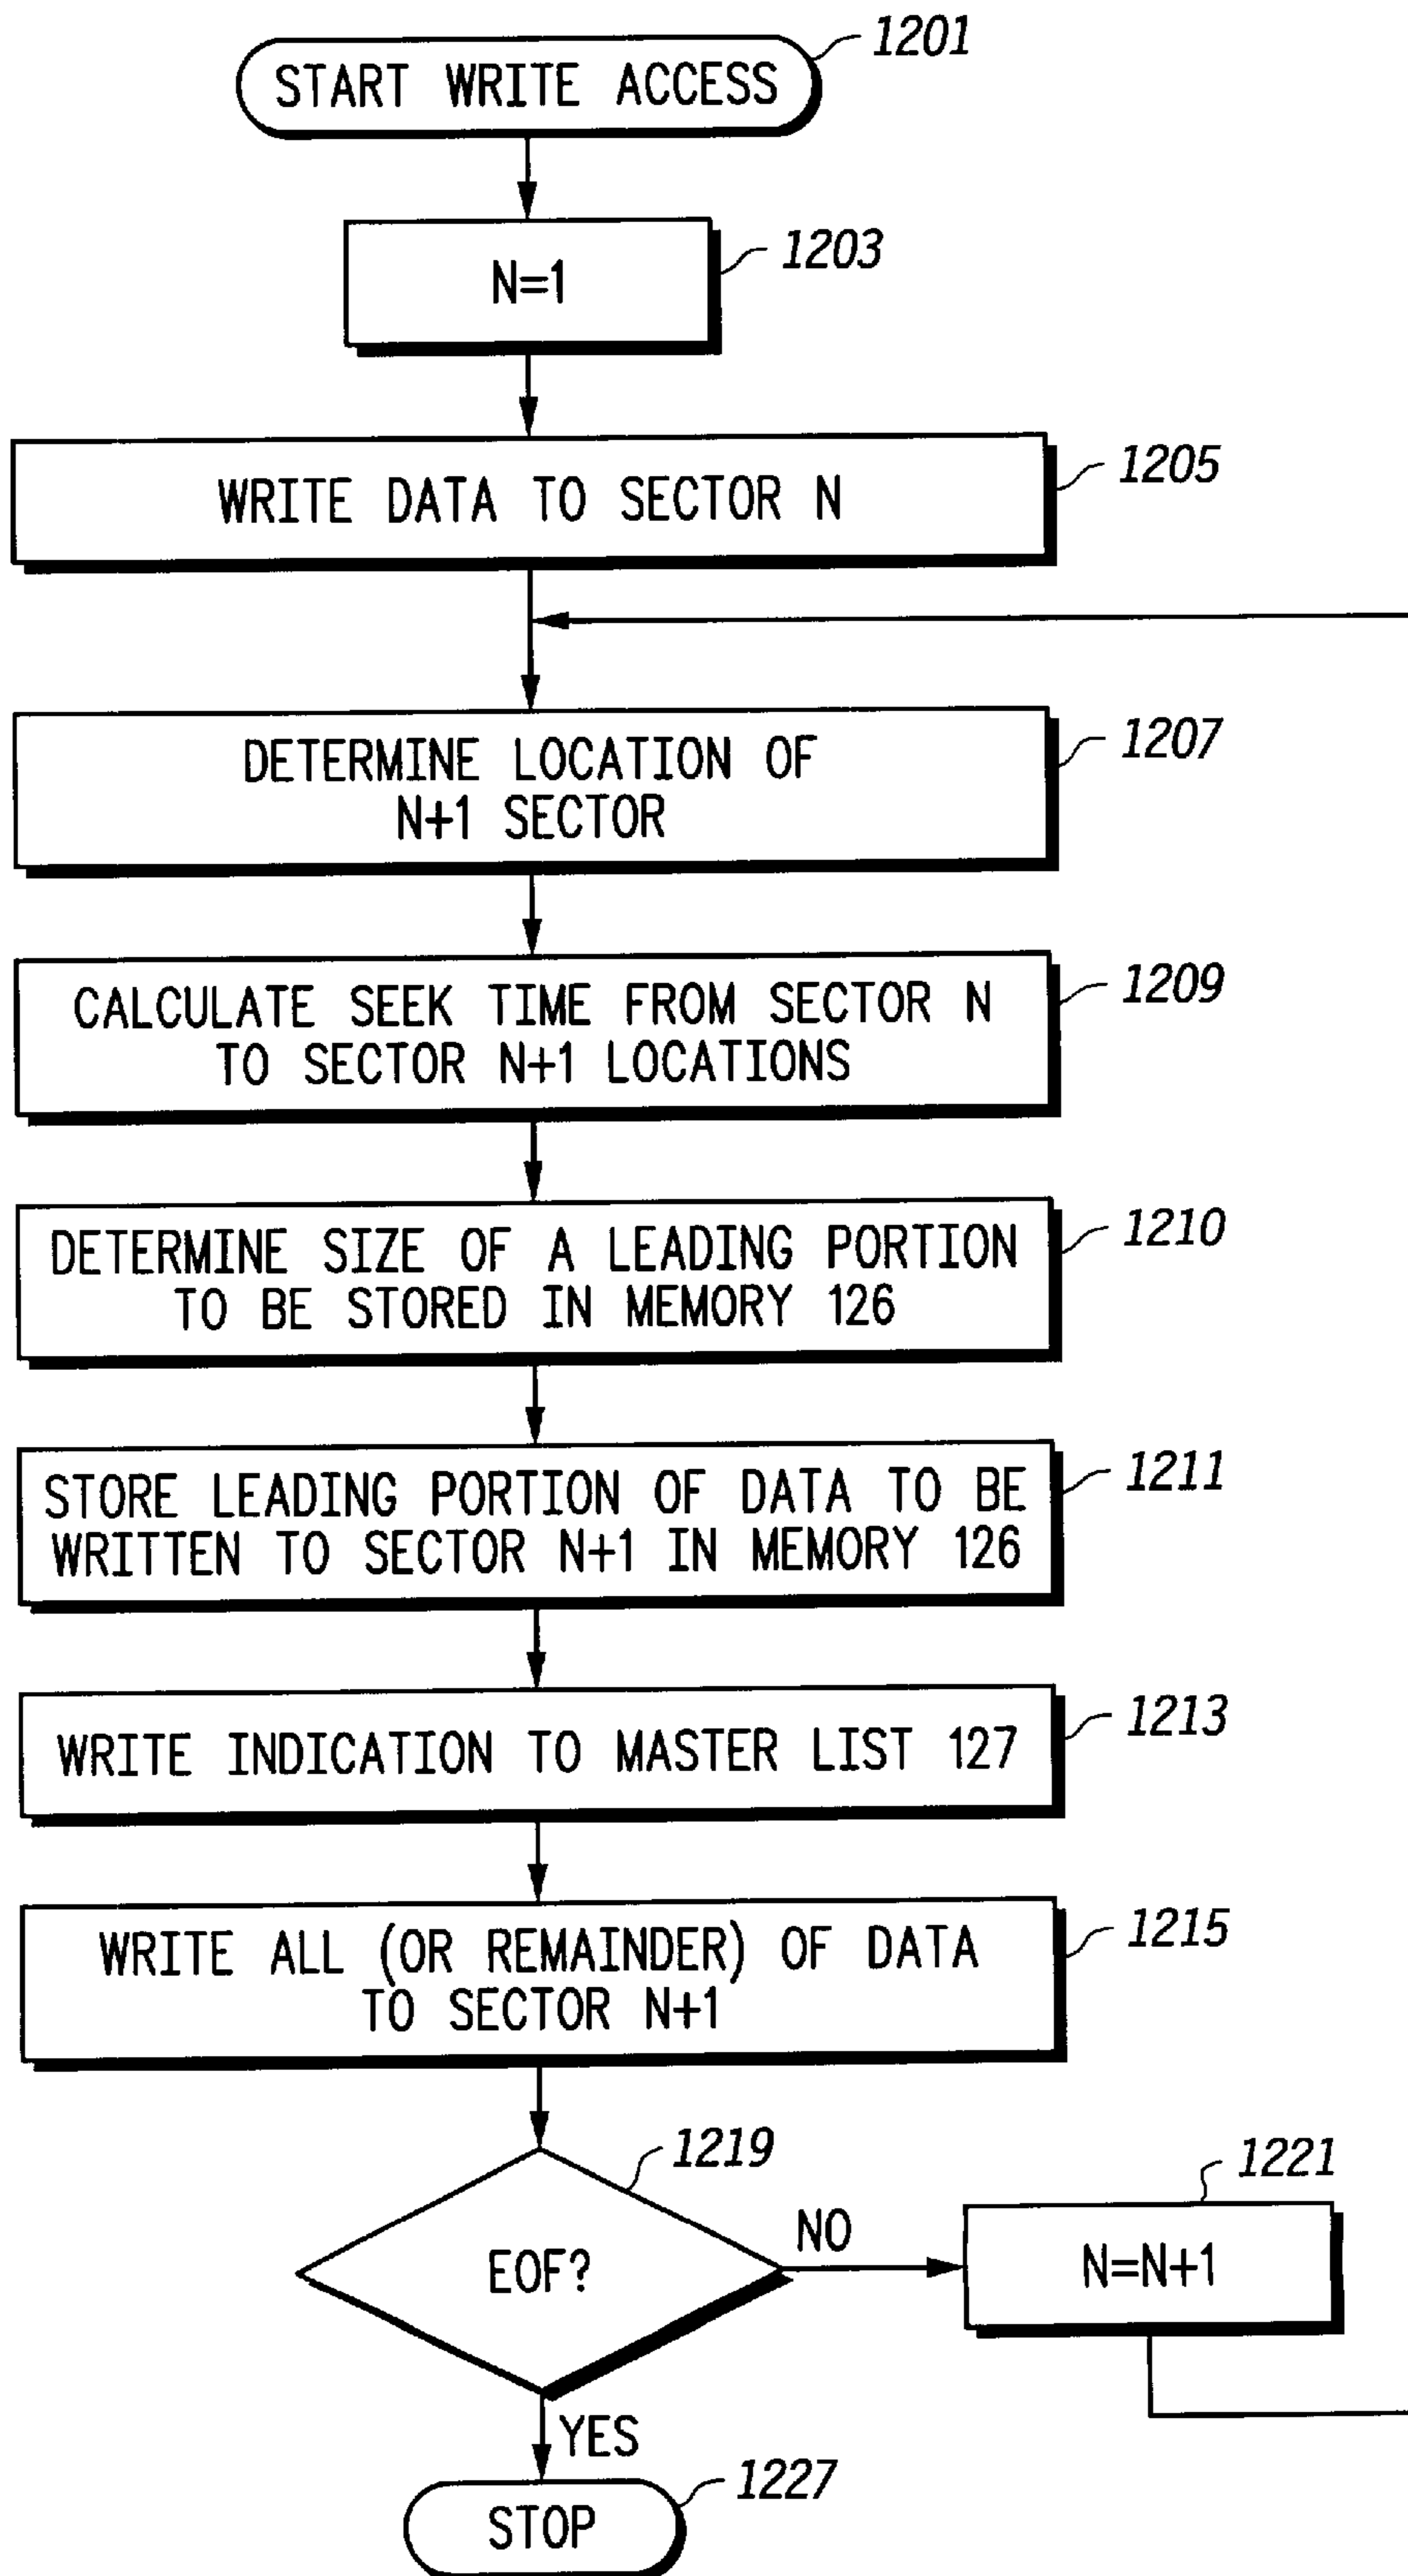 1201
START WRITE ACCESS
1203
N=1
1205
WRITE DATA TO SECTOR N
1207
DETERMINE LOCATION OF
N+1 SECTOR
1209
CALCULATE SEEK TIME FROM SECTOR N
TO SECTOR N+1 LOCATIONS
1210
DETERMINE SIZE OF A LEADING PORTION
TO BE STORED IN MEMORY 126
1211
STORE LEADING PORTION OF DATA TO BE
WRITTEN TO SECTOR N+1 IN MEMORY 126
1213
WRITE INDICATION TO MASTER LIST 127
1215
WRITE ALL (OR REMAINDER) OF DATA
TO SECTOR N+1
1219
1221
NO
EOF?
N=N+1
YES
1227
STOP